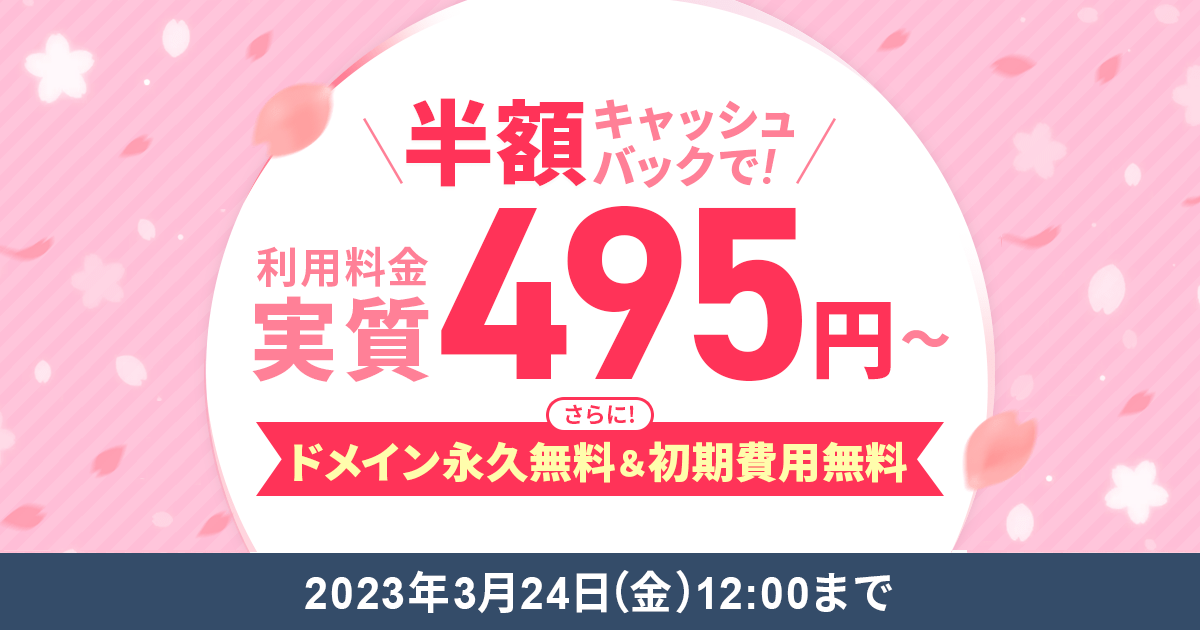 半額キャッシュ
バックで!
利用料金
実質495円～
さらに!
ドメイン永久無料&初期費用無料
2023年3月24日(金)12:00まで